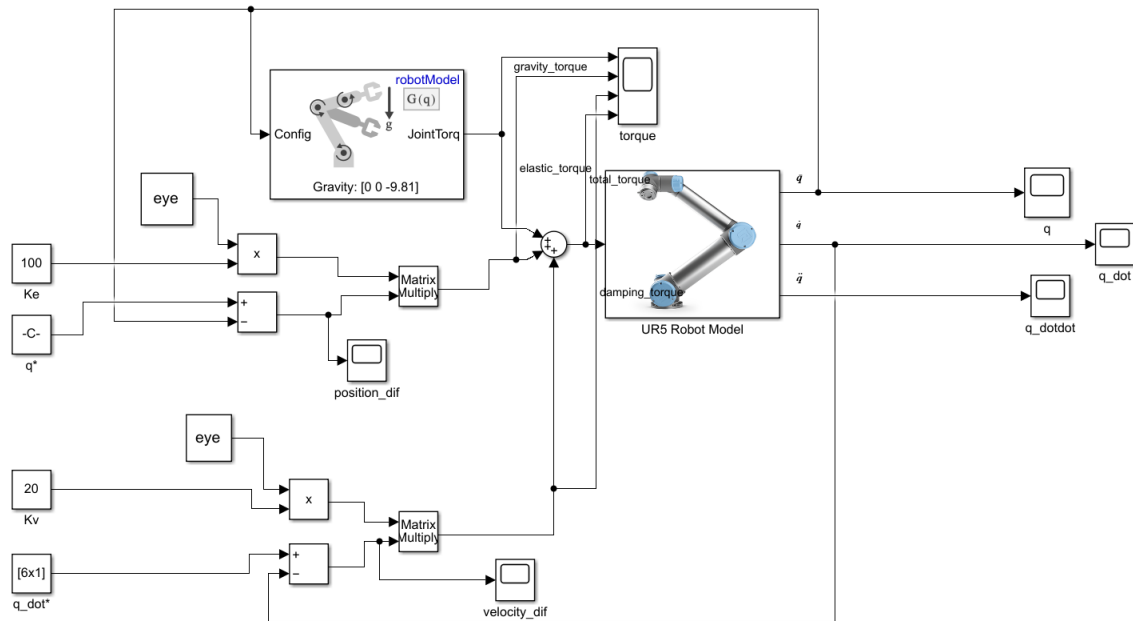 robotModel
G(q)
g
Config
JointTorq
Gravity: [0 0 -9.81]
gravity_torque
torque
elastic_torque
total_torque
damping_torque
UR5 Robot Model
q
q
q̇
q_dot
q̈
q_dotdot
eye
100
Ke
x
Matrix
Multiply
-C-
q*
+
−
position_dif
+
+
+
eye
20
Kv
x
Matrix
Multiply
[6x1]
q_dot*
+
−
velocity_dif